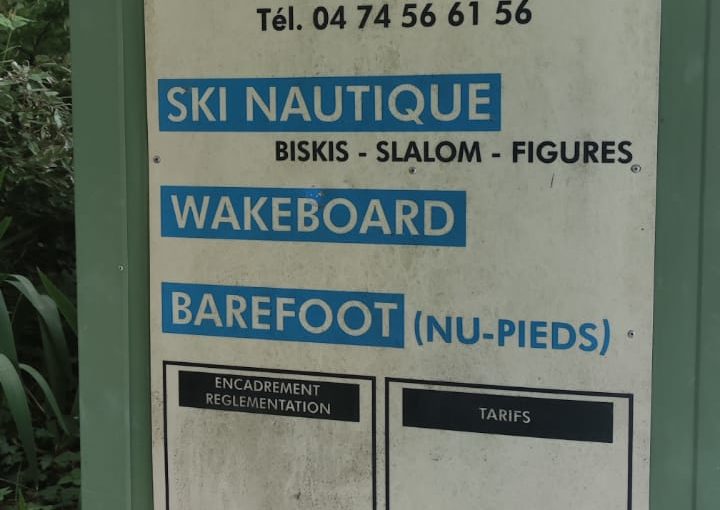 Tél. 04 74 56 61 56
SKI NAUTIQUE
BISKIS - SLALOM - FIGURES
WAKEBOARD
BAREFOOT (NU-PIEDS)
ENCADREMENT
REGLEMENTATION
TARIFS